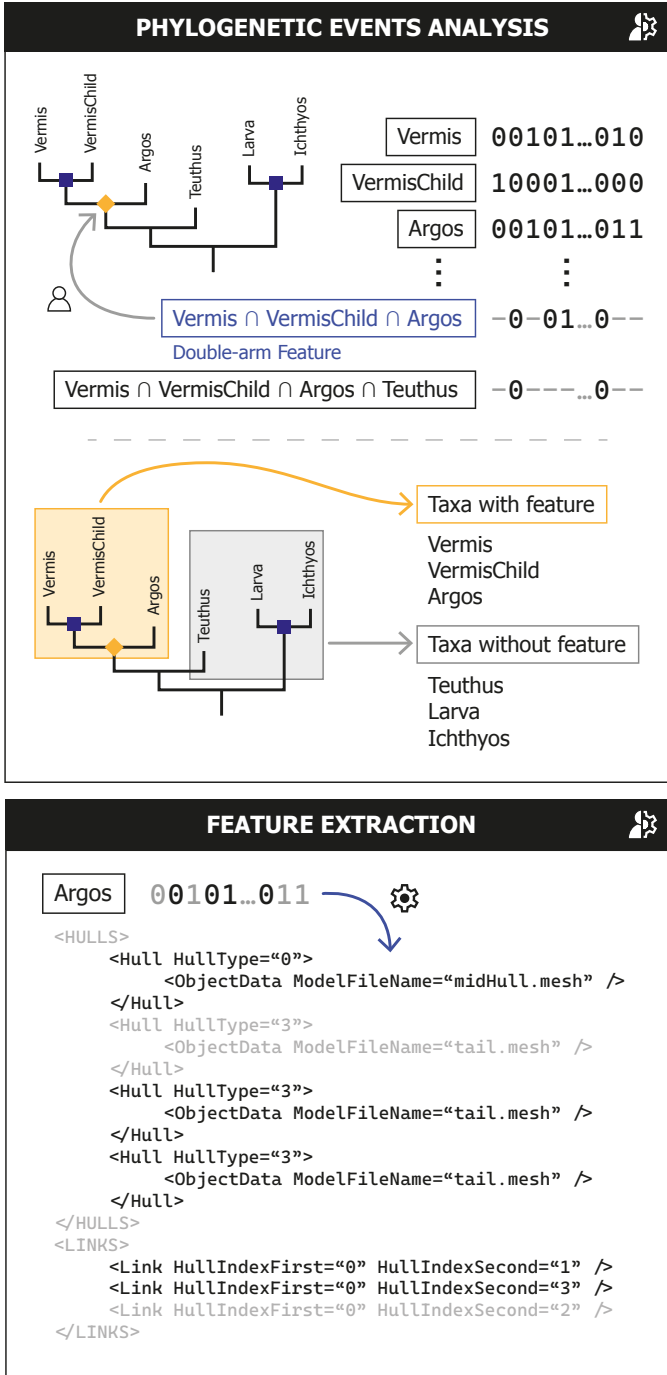 PHYLOGENETIC EVENTS ANALYSIS
Vermis
VermisChild
Argos
Teuthus
Larva
Ichthyos
Vermis 00101…010
VermisChild 10001…000
Argos 00101…011
⋮ ⋮
Vermis ∩ VermisChild ∩ Argos -0-01…0--
Double-arm Feature
Vermis ∩ VermisChild ∩ Argos ∩ Teuthus -0---…0--
Vermis
VermisChild
Argos
Teuthus
Larva
Ichthyos
Taxa with feature
Vermis
VermisChild
Argos
Taxa without feature
Teuthus
Larva
Ichthyos
FEATURE EXTRACTION
Argos 00101…011
<HULLS>
<Hull HullType=“0”>
<ObjectData ModelFileName=“midHull.mesh” />
</Hull>
<Hull HullType=“3”>
<ObjectData ModelFileName=“tail.mesh” />
</Hull>
<Hull HullType=“3”>
<ObjectData ModelFileName=“tail.mesh” />
</Hull>
<Hull HullType=“3”>
<ObjectData ModelFileName=“tail.mesh” />
</Hull>
</HULLS>
<LINKS>
<Link HullIndexFirst=“0” HullIndexSecond=“1” />
<Link HullIndexFirst=“0” HullIndexSecond=“3” />
<Link HullIndexFirst=“0” HullIndexSecond=“2” />
</LINKS>